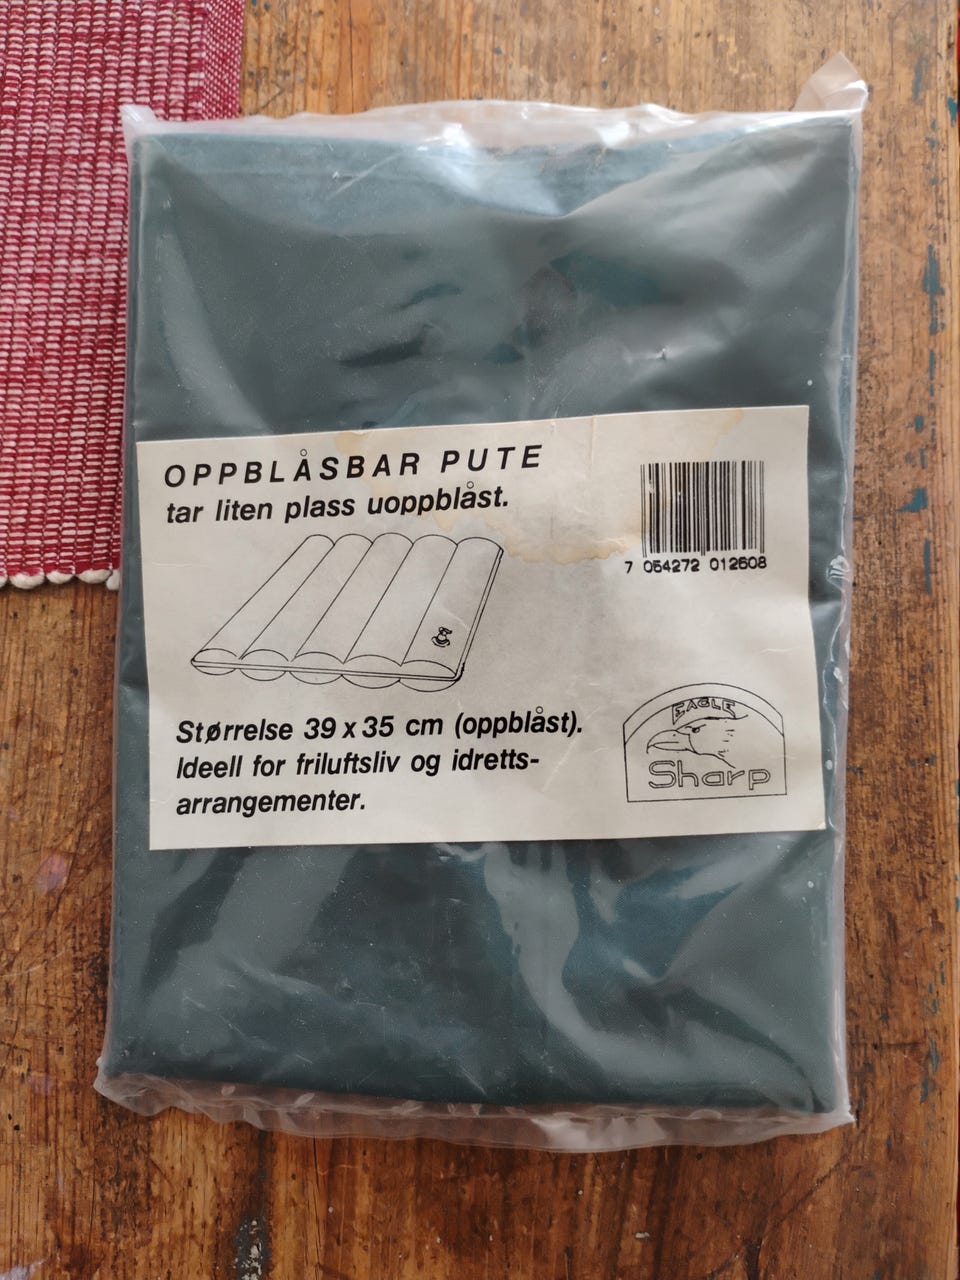 OPPBLÅSBAR PUTE
tar liten plass uoppblåst.
7 054272 012608
Størrelse 39 x 35 cm (oppblåst).
Ideell for friluftsliv og idretts-
arrangementer.
EAGLE
Sharp